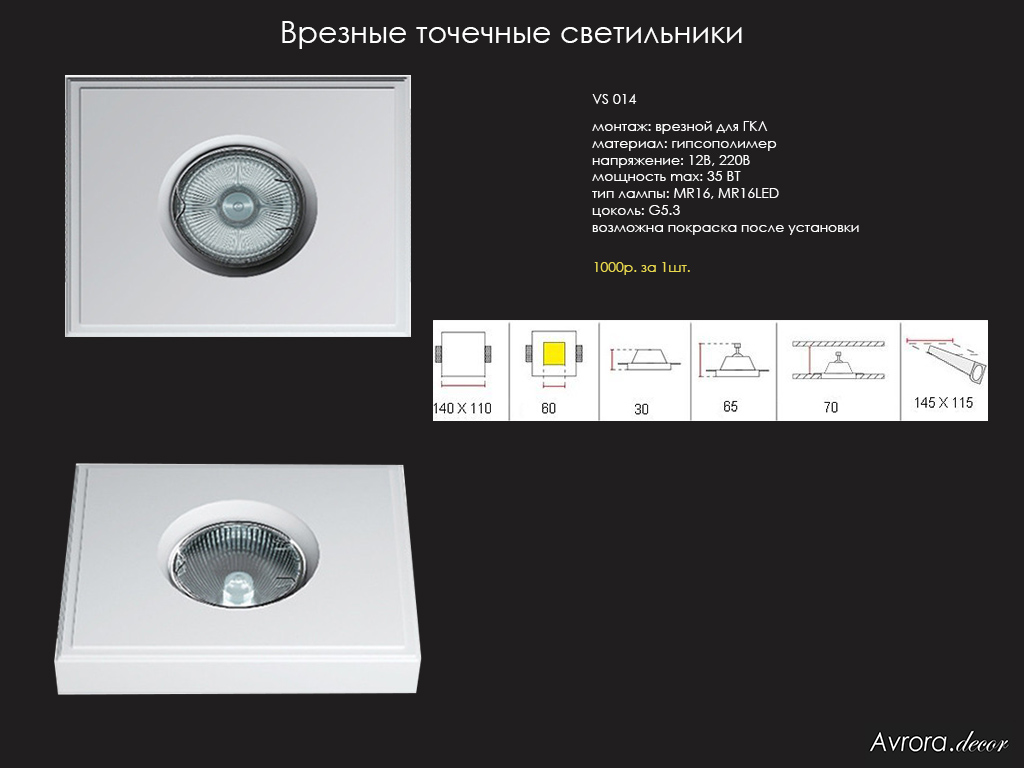 Врезные точечные светильники
VS 014
монтаж: врезной для ГКЛ
материал: гипсополимер
напряжение: 12В, 220В
мощность max: 35 ВТ
тип лампы: MR16, MR16LED
цоколь: G5.3
возможна покраска после установки
1000р. за 1шт.
140 X 110 60 30 65 70 145 X 115
Avrora.decor